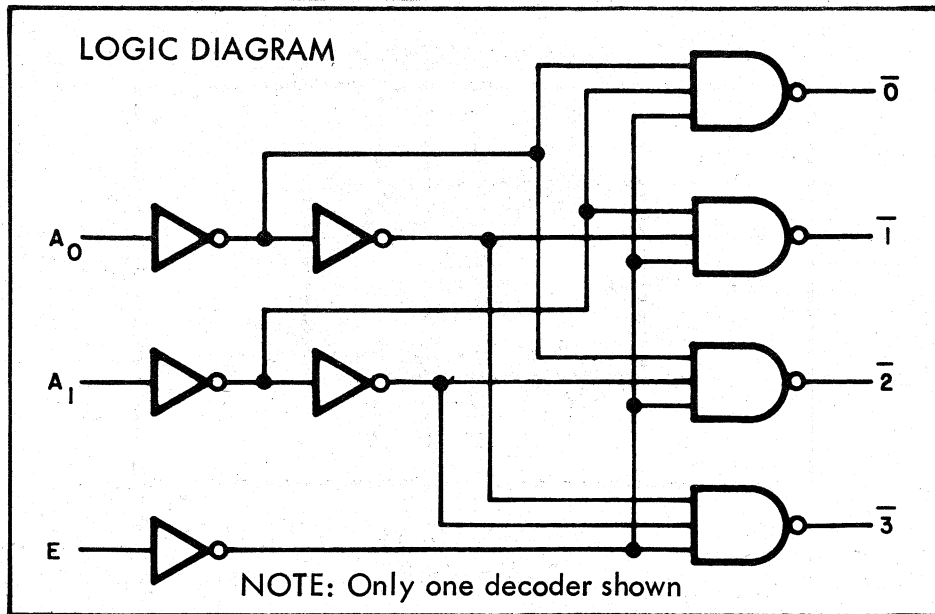 LOGIC DIAGRAM
0̅
A₀
1̅
A₁
2̅
3̅
E
NOTE: Only one decoder shown